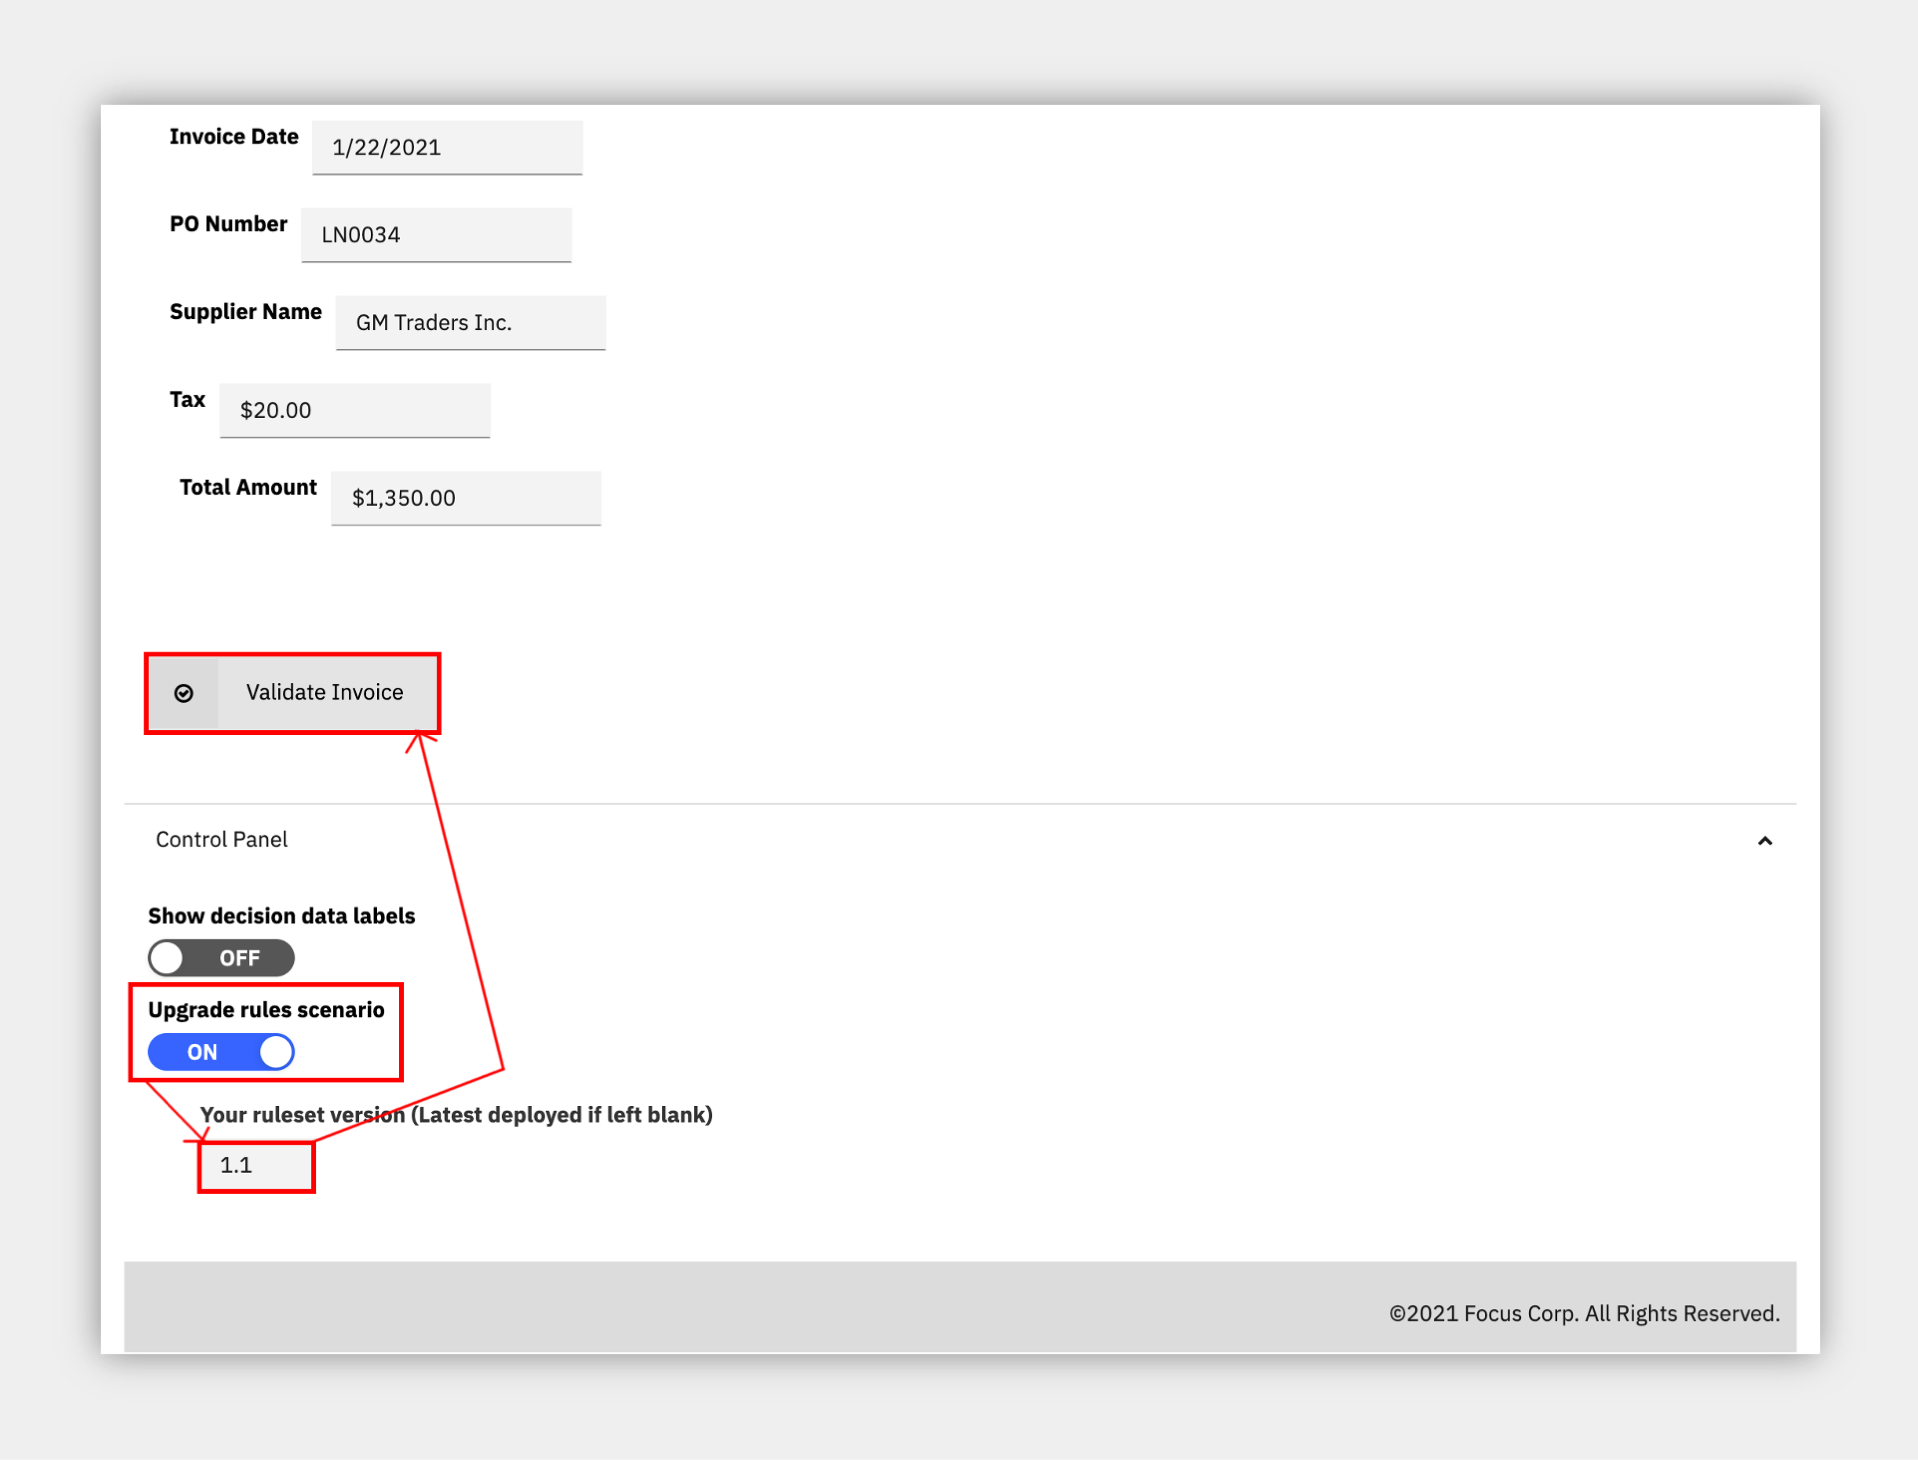 Invoice Date
1/22/2021
PO Number
LN0034
Supplier Name
GM Traders Inc.
Tax
$20.00
Total Amount
$1,350.00
Validate Invoice
Control Panel
Show decision data labels
OFF
Upgrade rules scenario
ON
Your ruleset version (Latest deployed if left blank)
1.1
©2021 Focus Corp. All Rights Reserved.